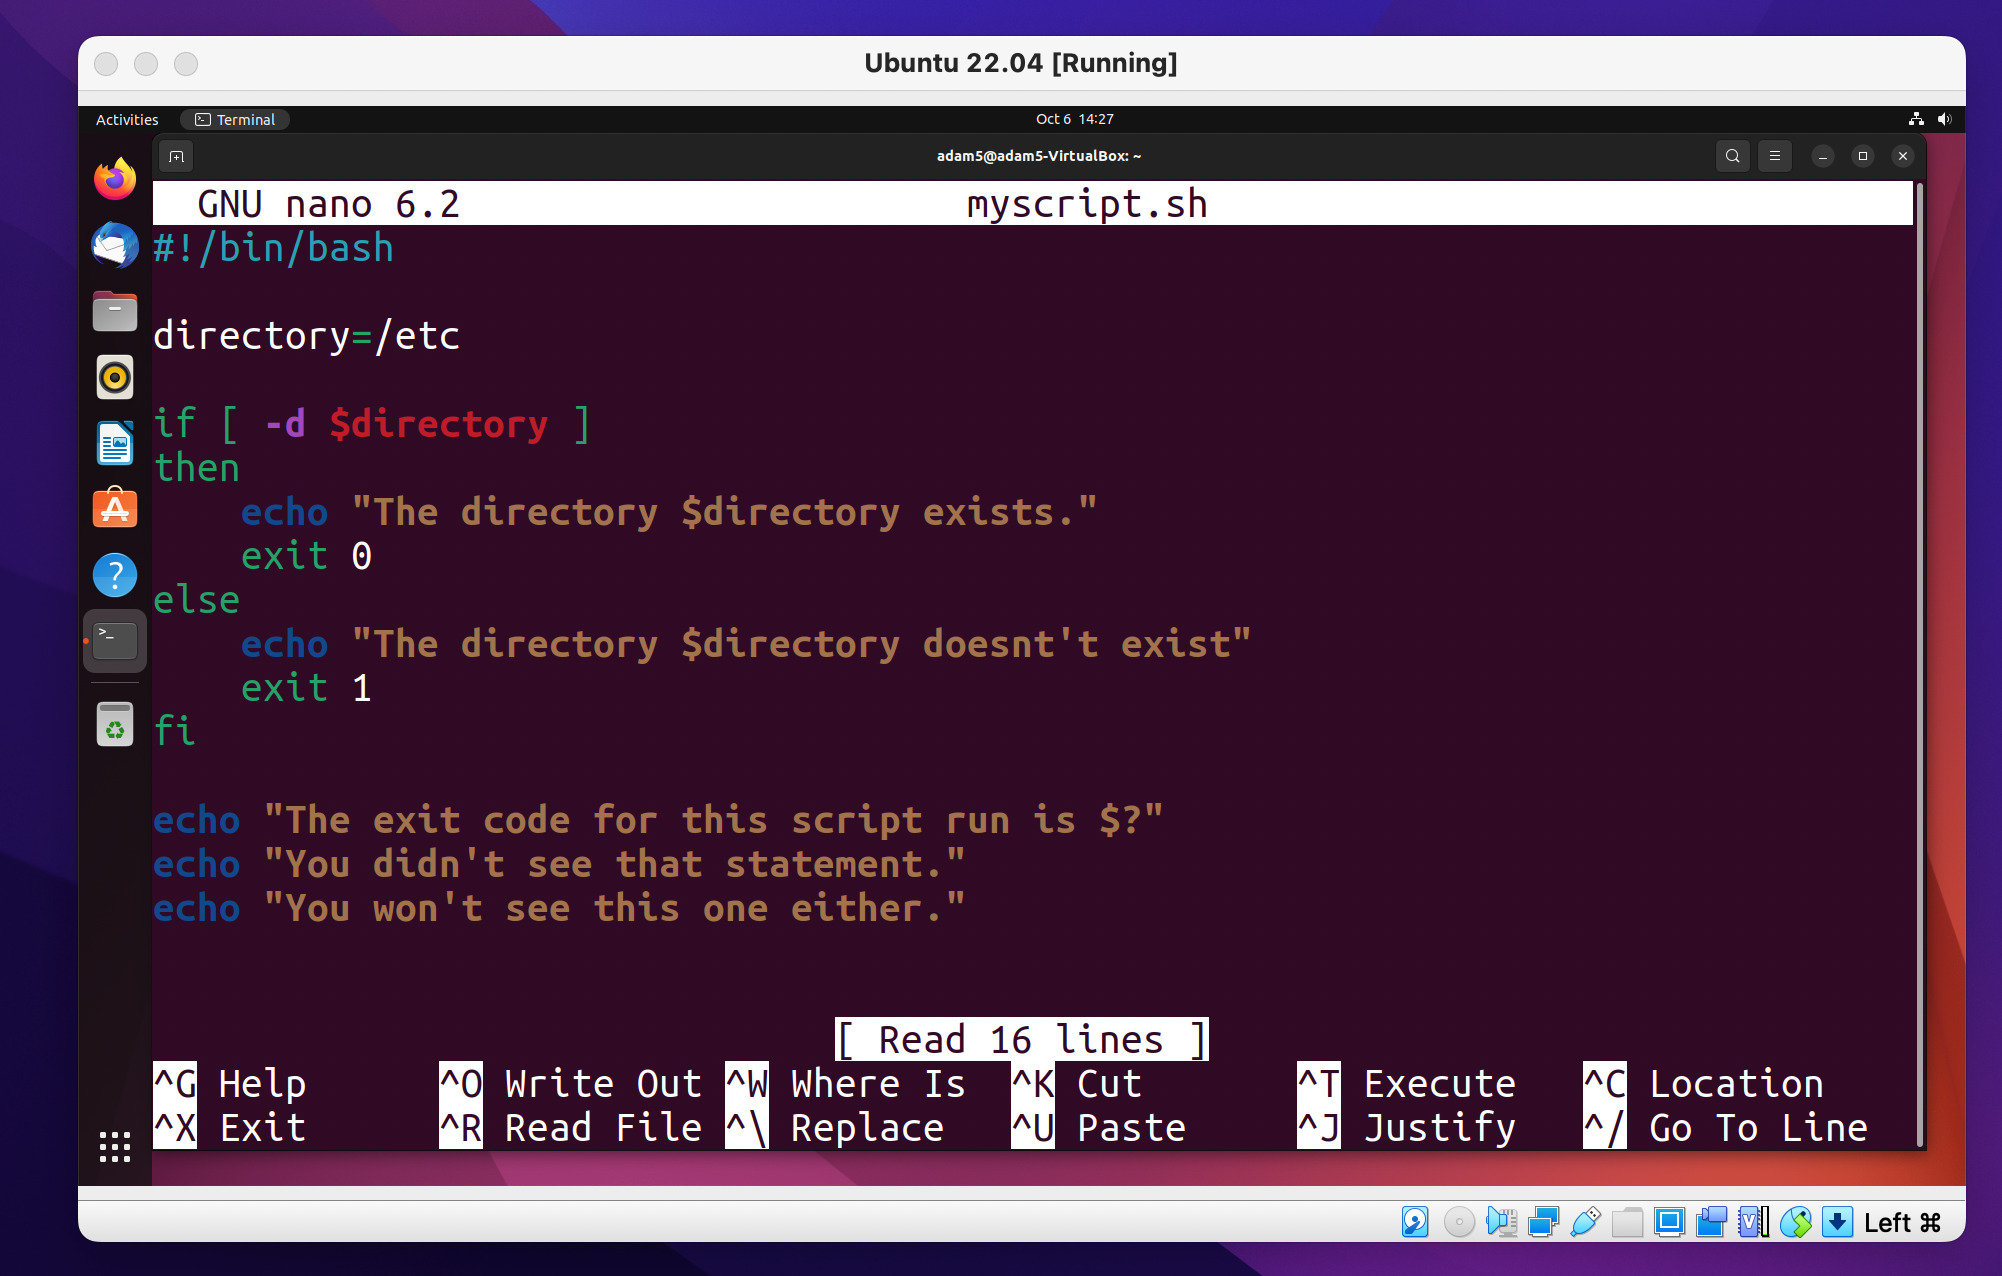 Ubuntu 22.04 [Running]
Activities Terminal Oct 6 14:27
adam5@adam5-VirtualBox: ~
GNU nano 6.2 myscript.sh
#!/bin/bash
directory=/etc
if [ -d $directory ]
then
echo "The directory $directory exists."
exit 0
else
echo "The directory $directory doesnt't exist"
exit 1
fi
echo "The exit code for this script run is $?"
echo "You didn't see that statement."
echo "You won't see this one either."
[ Read 16 lines ]
^G Help ^O Write Out ^W Where Is ^K Cut ^T Execute ^C Location
^X Exit ^R Read File ^\ Replace ^U Paste ^J Justify ^/ Go To Line
Left ⌘